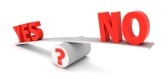 YES
NO
?